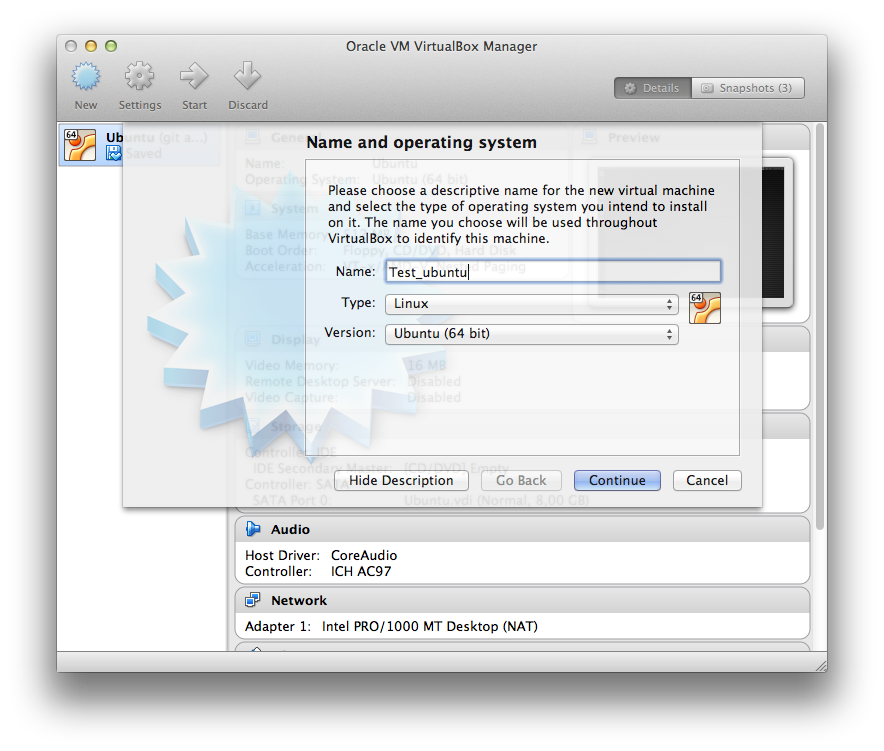 Oracle VM VirtualBox Manager
New Settings Start Discard
Details Snapshots (3)
64 Ubuntu (git a...)
Saved
General
Preview
Name: Ubuntu
Operating System: Ubuntu (64 bit)
System
Base Memory:
Boot Order: Floppy, CD/DVD, Hard Disk
Acceleration: Nested Paging
Name and operating system
Please choose a descriptive name for the new virtual machine
and select the type of operating system you intend to install
on it. The name you choose will be used throughout
VirtualBox to identify this machine.
Name: Test_ubuntu
Type: Linux
64
Version: Ubuntu (64 bit)
Display
Video Memory: 16 MB
Remote Desktop Server: Disabled
Video Capture: Disabled
Storage
Controller: IDE
IDE Secondary Master: [CD/DVD] Empty
Controller: SATA
SATA Port 0: Ubuntu.vdi (Normal, 8,00 GB)
Hide Description Go Back Continue Cancel
Audio
Host Driver: CoreAudio
Controller: ICH AC97
Network
Adapter 1: Intel PRO/1000 MT Desktop (NAT)